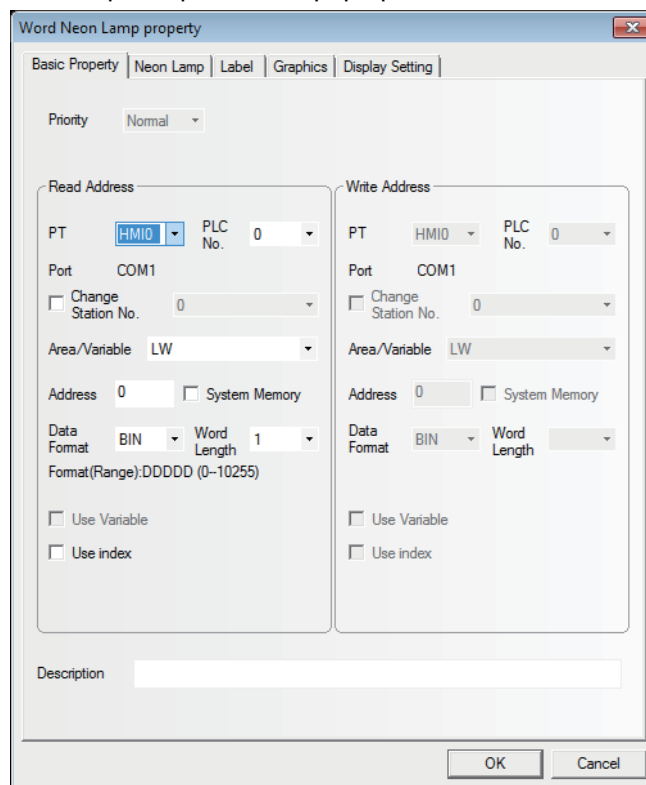 Word Neon Lamp property
Basic Property Neon Lamp Label Graphics Display Setting
Priority Normal
Read Address
PT HMI0 PLC No. 0
Port COM1
Change Station No. 0
Area/Variable LW
Address 0 System Memory
Data Format BIN Word Length 1
Format(Range):DDDDD (0--10255)
Use Variable
Use index
Write Address
PT HMI0 PLC No. 0
Port COM1
Change Station No. 0
Area/Variable LW
Address 0 System Memory
Data Format BIN Word Length
Use Variable
Use index
Description
OK Cancel